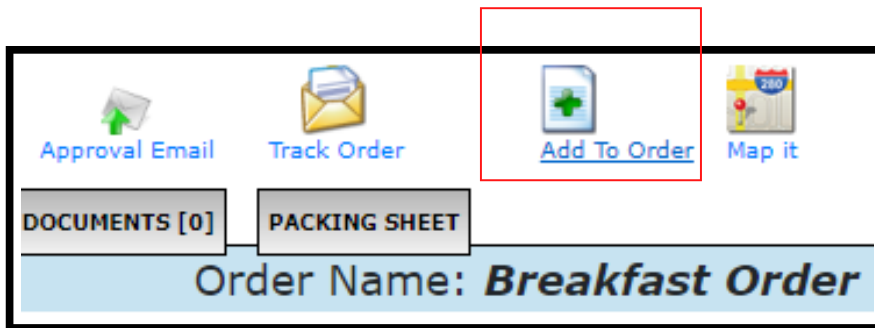 280
Approval Email Track Order Add To Order Map it
DOCUMENTS [0] PACKING SHEET
Order Name: Breakfast Order